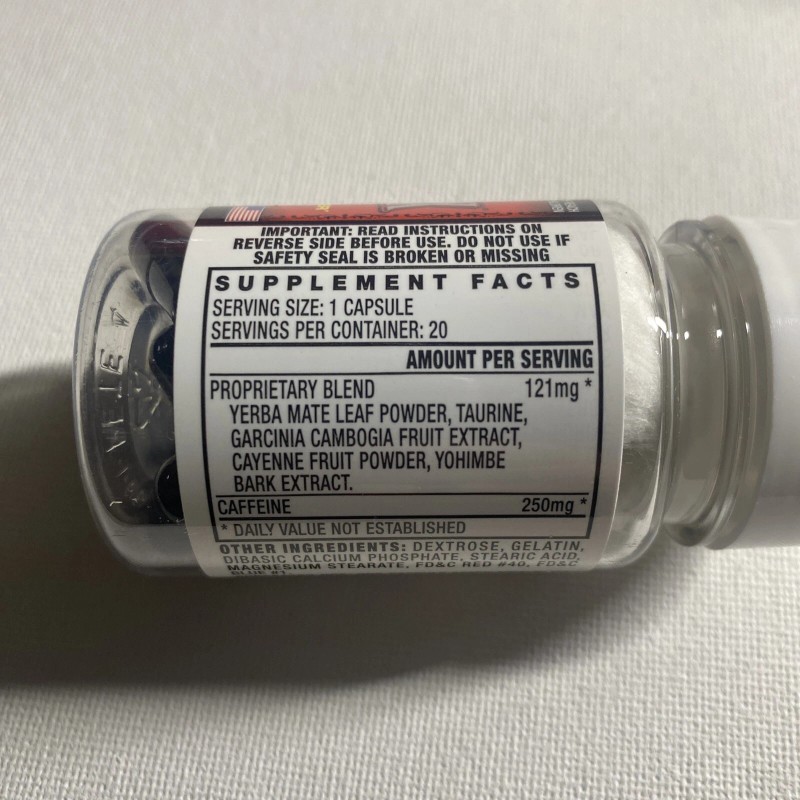 IMPORTANT: READ INSTRUCTIONS ON
REVERSE SIDE BEFORE USE. DO NOT USE IF
SAFETY SEAL IS BROKEN OR MISSING
SUPPLEMENT FACTS
SERVING SIZE: 1 CAPSULE
SERVINGS PER CONTAINER: 20
AMOUNT PER SERVING
PROPRIETARY BLEND 121mg *
YERBA MATE LEAF POWDER, TAURINE,
GARCINIA CAMBOGIA FRUIT EXTRACT,
CAYENNE FRUIT POWDER, YOHIMBE
BARK EXTRACT.
CAFFEINE 250mg *
* DAILY VALUE NOT ESTABLISHED
OTHER INGREDIENTS: DEXTROSE, GELATIN,
DIBASIC CALCIUM PHOSPHATE, STEARIC ACID,
MAGNESIUM STEARATE, FD&C RED #40, FD&C
BLUE #1